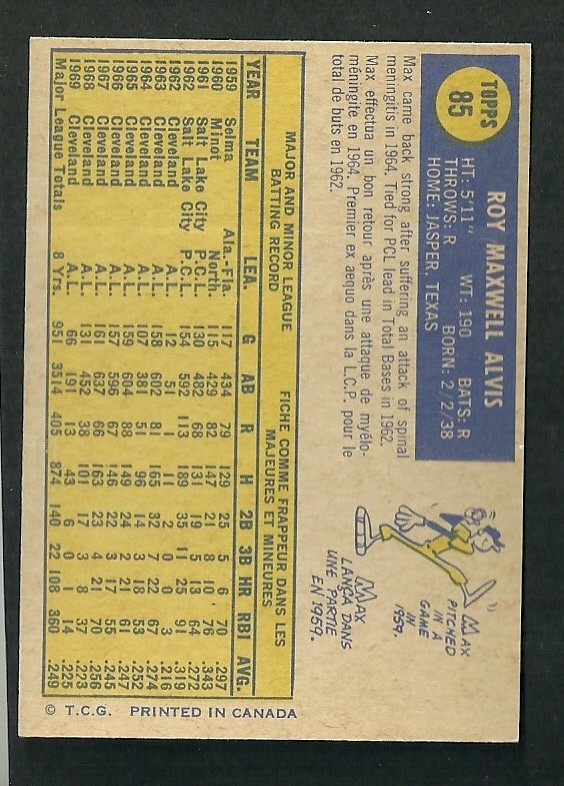 TOPPS
85
ROY MAXWELL ALVIS
HT: 5'11" WT: 190 BATS: R
THROWS: R BORN: 2/2/38
HOME: JASPER, TEXAS
Max came back strong after suffering an attack of spinal
meningitis in 1964. Tied for PCL lead in Total Bases in 1962.
Max effectua un bon retour après une attaque de myélo-
méningite en 1964. Premier ex aequo dans la L.C.P. pour le
total de buts en 1962.
MAX
PITCHED
IN A
GAME
IN
1959.
MAX
LANÇA DANS
UNE PARTIE
EN 1959.
MAJOR AND MINOR LEAGUE
BATTING RECORD
FICHE COMME FRAPPEUR DANS LES
MAJEURES ET MINEURES
YEAR TEAM LEA. G AB R H 2B 3B HR RBI AVG.
1959 Selma Ala.-Fla. 117 434 79 129 25 5 6 70 .297
1960 Minot North. 115 429 82 147 21 8 10 76 .343
1961 Salt Lake City P.C.L. 130 482 68 131 19 5 13 64 .272
1962 Salt Lake City P.C.L. 154 592 113 189 35 11 25 91 .319
1962 Cleveland A.L. 12 51 1 11 2 0 0 3 .216
1963 Cleveland A.L. 158 602 81 165 32 7 22 67 .274
1964 Cleveland A.L. 107 381 51 96 14 3 18 53 .252
1965 Cleveland A.L. 159 604 88 149 24 2 21 61 .247
1966 Cleveland A.L. 157 596 67 146 22 3 17 55 .245
1967 Cleveland A.L. 161 637 66 163 23 4 21 70 .256
1968 Cleveland A.L. 131 452 38 101 17 3 8 37 .223
1969 Cleveland A.L. 66 191 13 43 6 0 1 14 .225
Major League Totals 8 Yrs. 951 3514 405 874 140 22 108 360 .249
© T.C.G. PRINTED IN CANADA